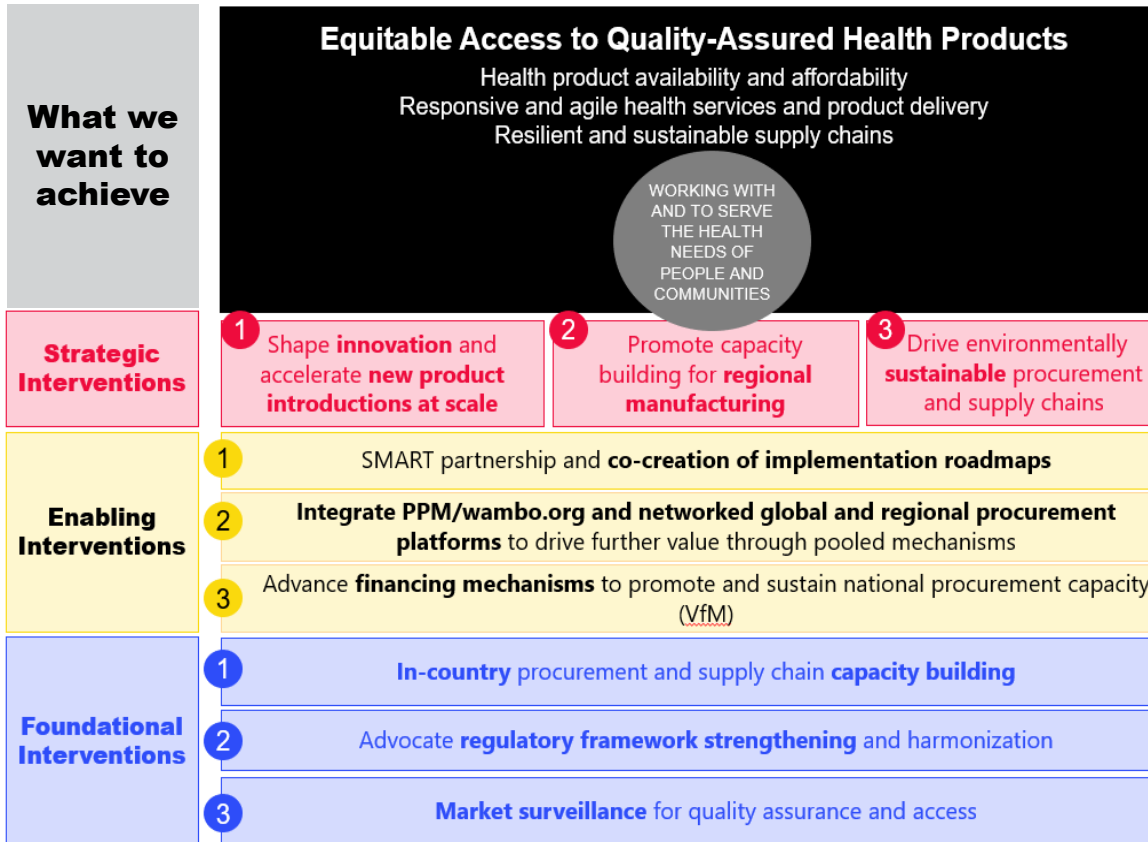 What we
want to
achieve
Equitable Access to Quality-Assured Health Products
Health product availability and affordability
Responsive and agile health services and product delivery
Resilient and sustainable supply chains
WORKING WITH
AND TO SERVE
THE HEALTH
NEEDS OF
PEOPLE AND
COMMUNITIES
Strategic
Interventions
1
Shape innovation and
accelerate new product
introductions at scale
2
Promote capacity
building for regional
manufacturing
3
Drive environmentally
sustainable procurement
and supply chains
Enabling
Interventions
1
SMART partnership and co-creation of implementation roadmaps
2
Integrate PPM/wambo.org and networked global and regional procurement
platforms to drive further value through pooled mechanisms
3
Advance financing mechanisms to promote and sustain national procurement capacity
(VfM)
Foundational
Interventions
1
In-country procurement and supply chain capacity building
2
Advocate regulatory framework strengthening and harmonization
3
Market surveillance for quality assurance and access